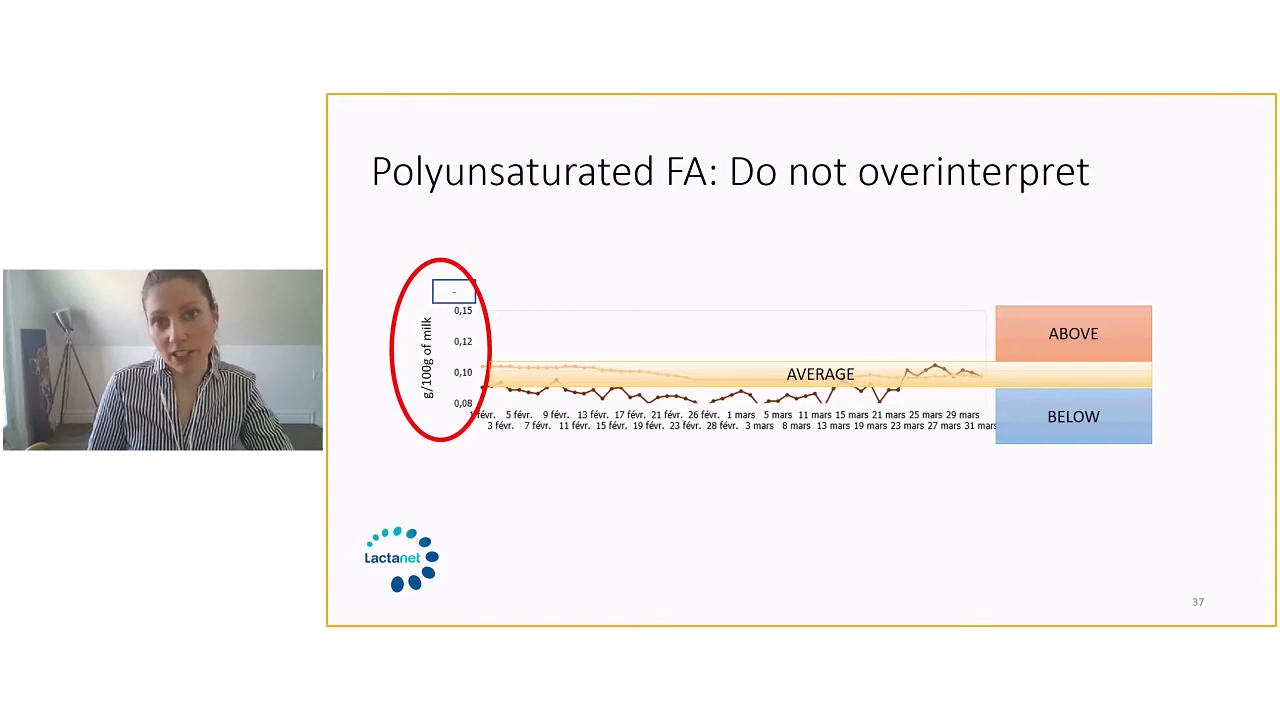 Polyunsaturated FA: Do not overinterpret
-
g/100g of milk
0,15
0,12
0,10
0,08
ABOVE
AVERAGE
BELOW
févr. 5 févr. 9 févr. 13 févr. 17 févr. 21 févr. 26 févr. 1 mars 5 mars 11 mars 15 mars 21 mars 25 mars 29 mars
3 févr. 7 févr. 11 févr. 15 févr. 19 févr. 23 févr. 28 févr. 3 mars 8 mars 13 mars 19 mars 23 mars 27 mars 31 mars
Lactanet
37